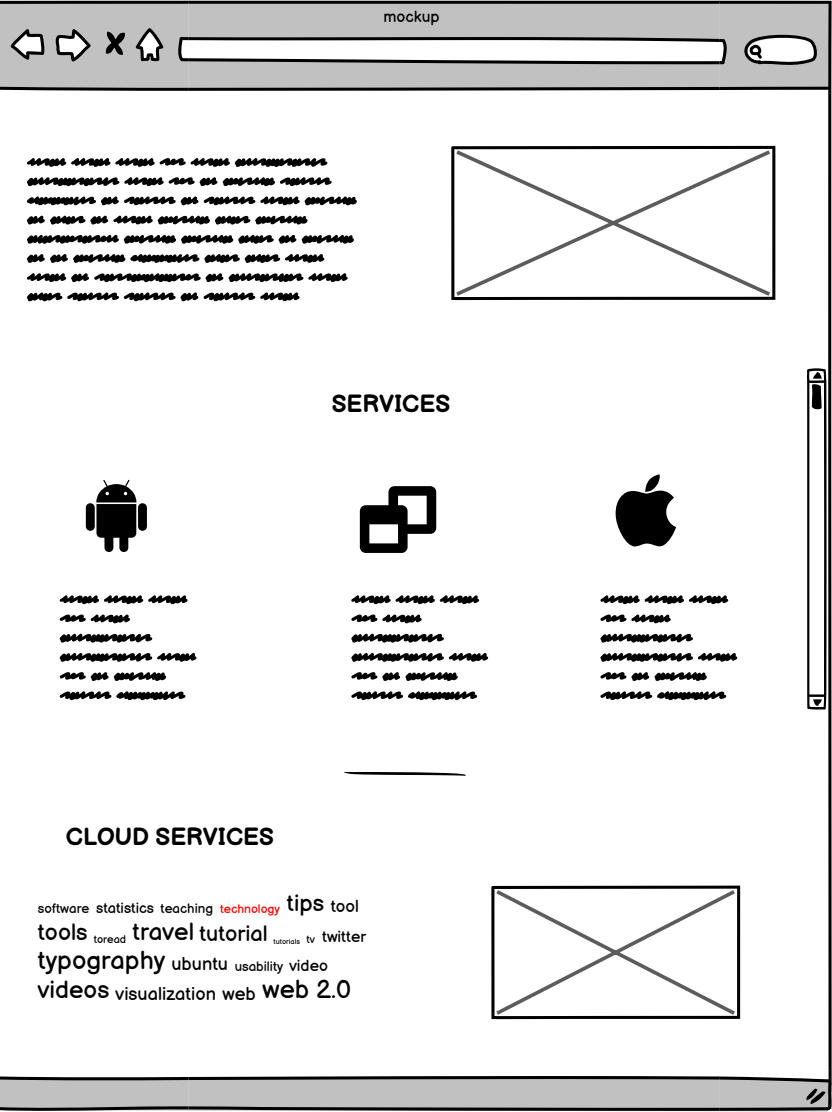 mockup
SERVICES
CLOUD SERVICES
software statistics teaching technology tips tool
tools toread travel tutorial tutorials tv twitter
typography ubuntu usability video
videos visualization web web 2.0